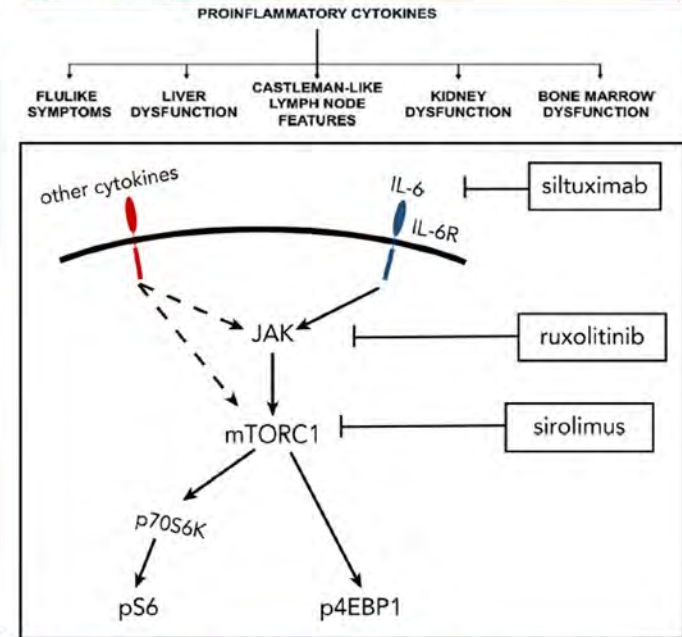 PROINFLAMMATORY CYTOKINES
FLULIKE
SYMPTOMS
LIVER
DYSFUNCTION
CASTLEMAN-LIKE
LYMPH NODE
FEATURES
KIDNEY
DYSFUNCTION
BONE MARROW
DYSFUNCTION
other cytokines
IL-6
IL-6R
siltuximab
JAK
ruxolitinib
mTORC1
sirolimus
p70S6K
pS6
p4EBP1